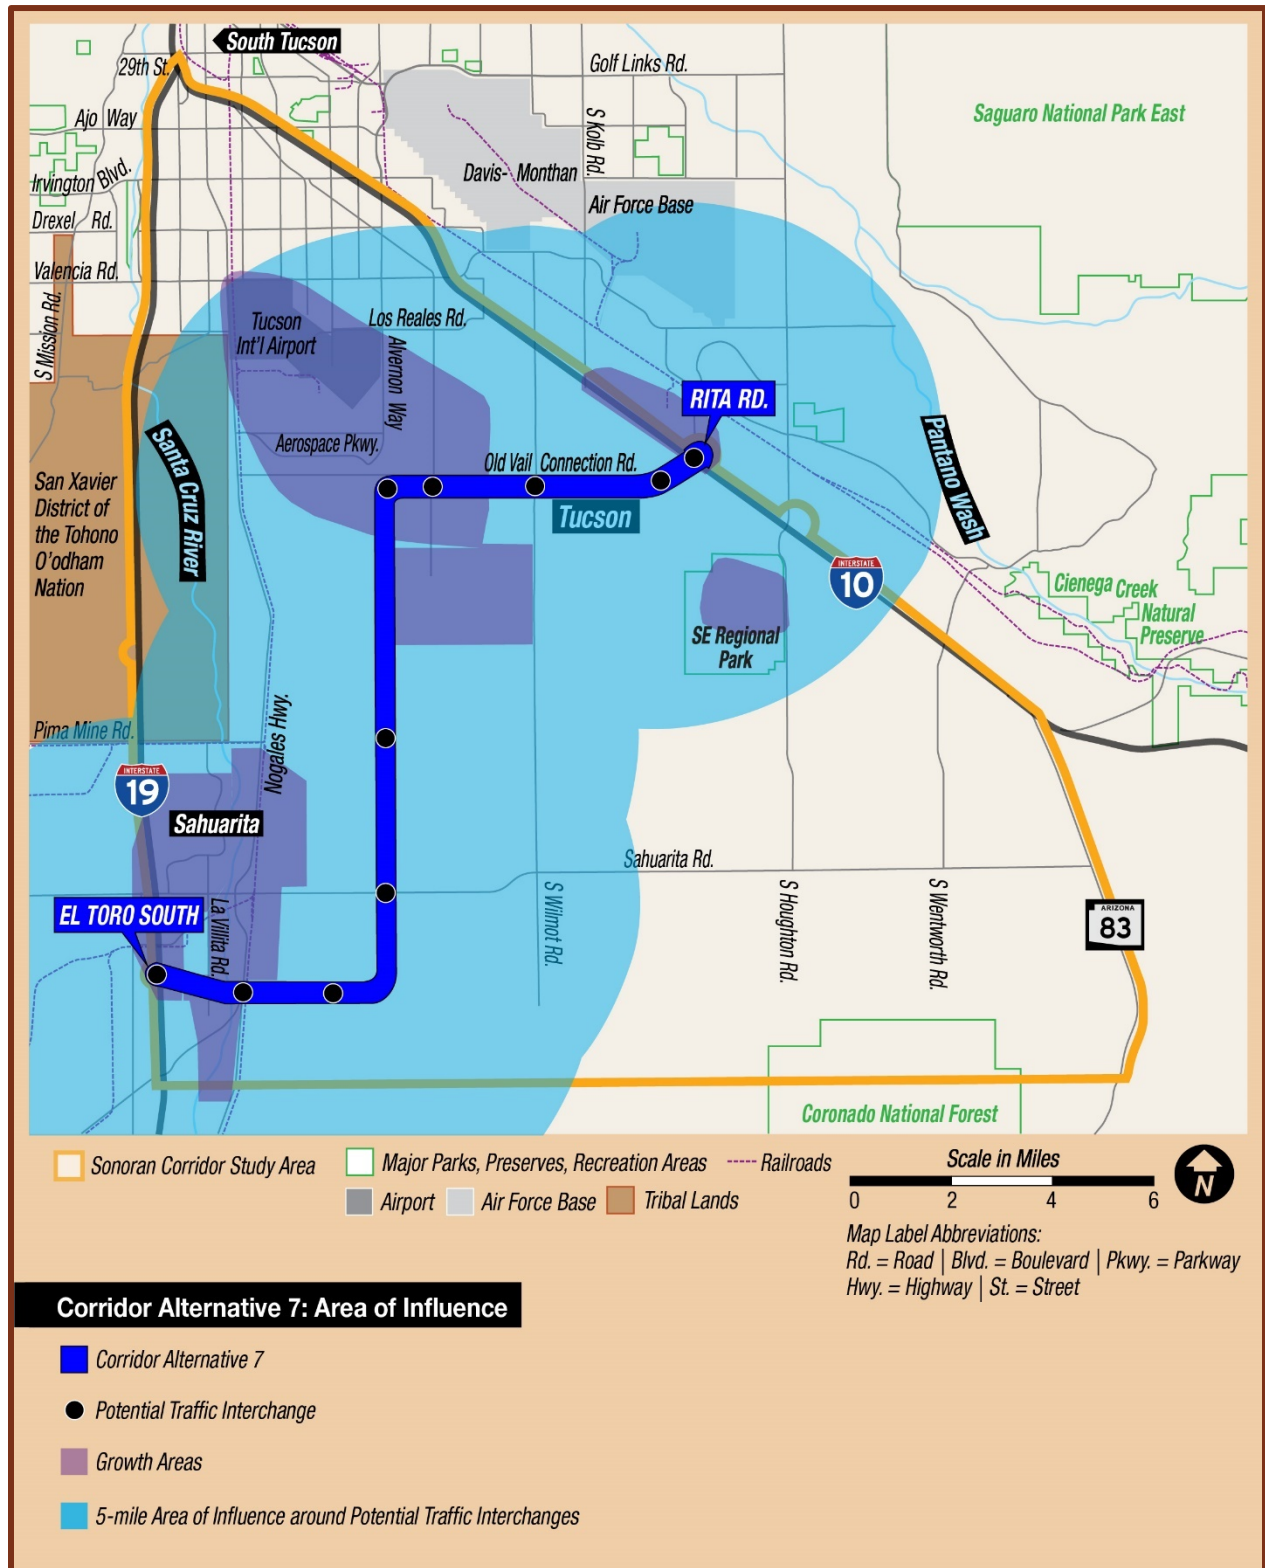 South Tucson
29th St.
Golf Links Rd.
Ajo Way
S Kolb Rd.
Saguaro National Park East
Irvington Blvd.
Davis- Monthan
Air Force Base
Drexel Rd.
Valencia Rd.
S Mission Rd.
Tucson
Int'l Airport
Los Reales Rd.
Alvernon Way
RITA RD.
Aerospace Pkwy.
Old Vail Connection Rd.
Tucson
Santa Cruz River
Pantano Wash
San Xavier
District of
the Tohono
O'odham
Nation
INTERSTATE
10
Cienega Creek
Natural
Preserve
SE Regional
Park
Pima Mine Rd.
Nogales Hwy.
INTERSTATE
19
Sahuarita
Sahuarita Rd.
EL TORO SOUTH
La Villita Rd.
S Wilmot Rd.
S Houghton Rd.
S Wentworth Rd.
ARIZONA
83
Coronado National Forest
Sonoran Corridor Study Area
Major Parks, Preserves, Recreation Areas
Railroads
Airport
Air Force Base
Tribal Lands
Scale in Miles
0 2 4 6
N
Map Label Abbreviations:
Rd. = Road | Blvd. = Boulevard | Pkwy. = Parkway
Hwy. = Highway | St. = Street
Corridor Alternative 7: Area of Influence
Corridor Alternative 7
Potential Traffic Interchange
Growth Areas
5-mile Area of Influence around Potential Traffic Interchanges